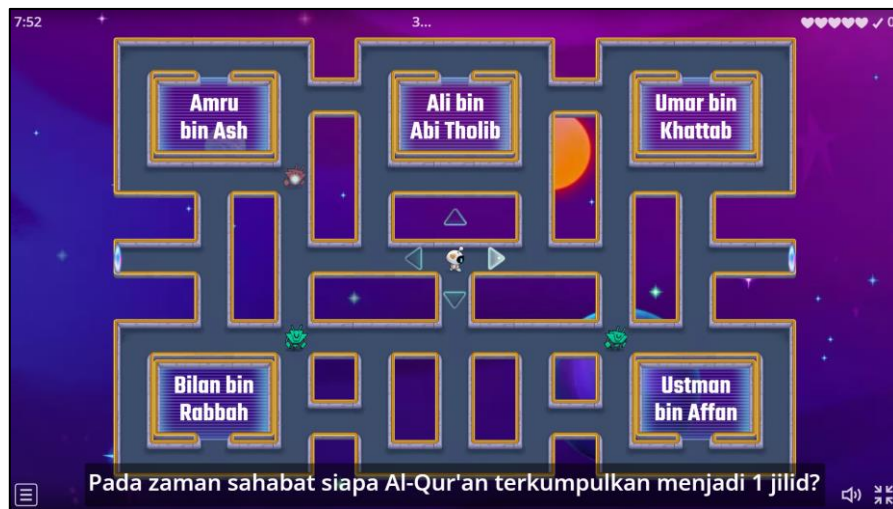 7:52
3...
✓ 0
Amru
bin Ash
Ali bin
Abi Tholib
Umar bin
Khattab
Bilan bin
Rabbah
Ustman
bin Affan
Pada zaman sahabat siapa Al-Qur'an terkumpulkan menjadi 1 jilid?